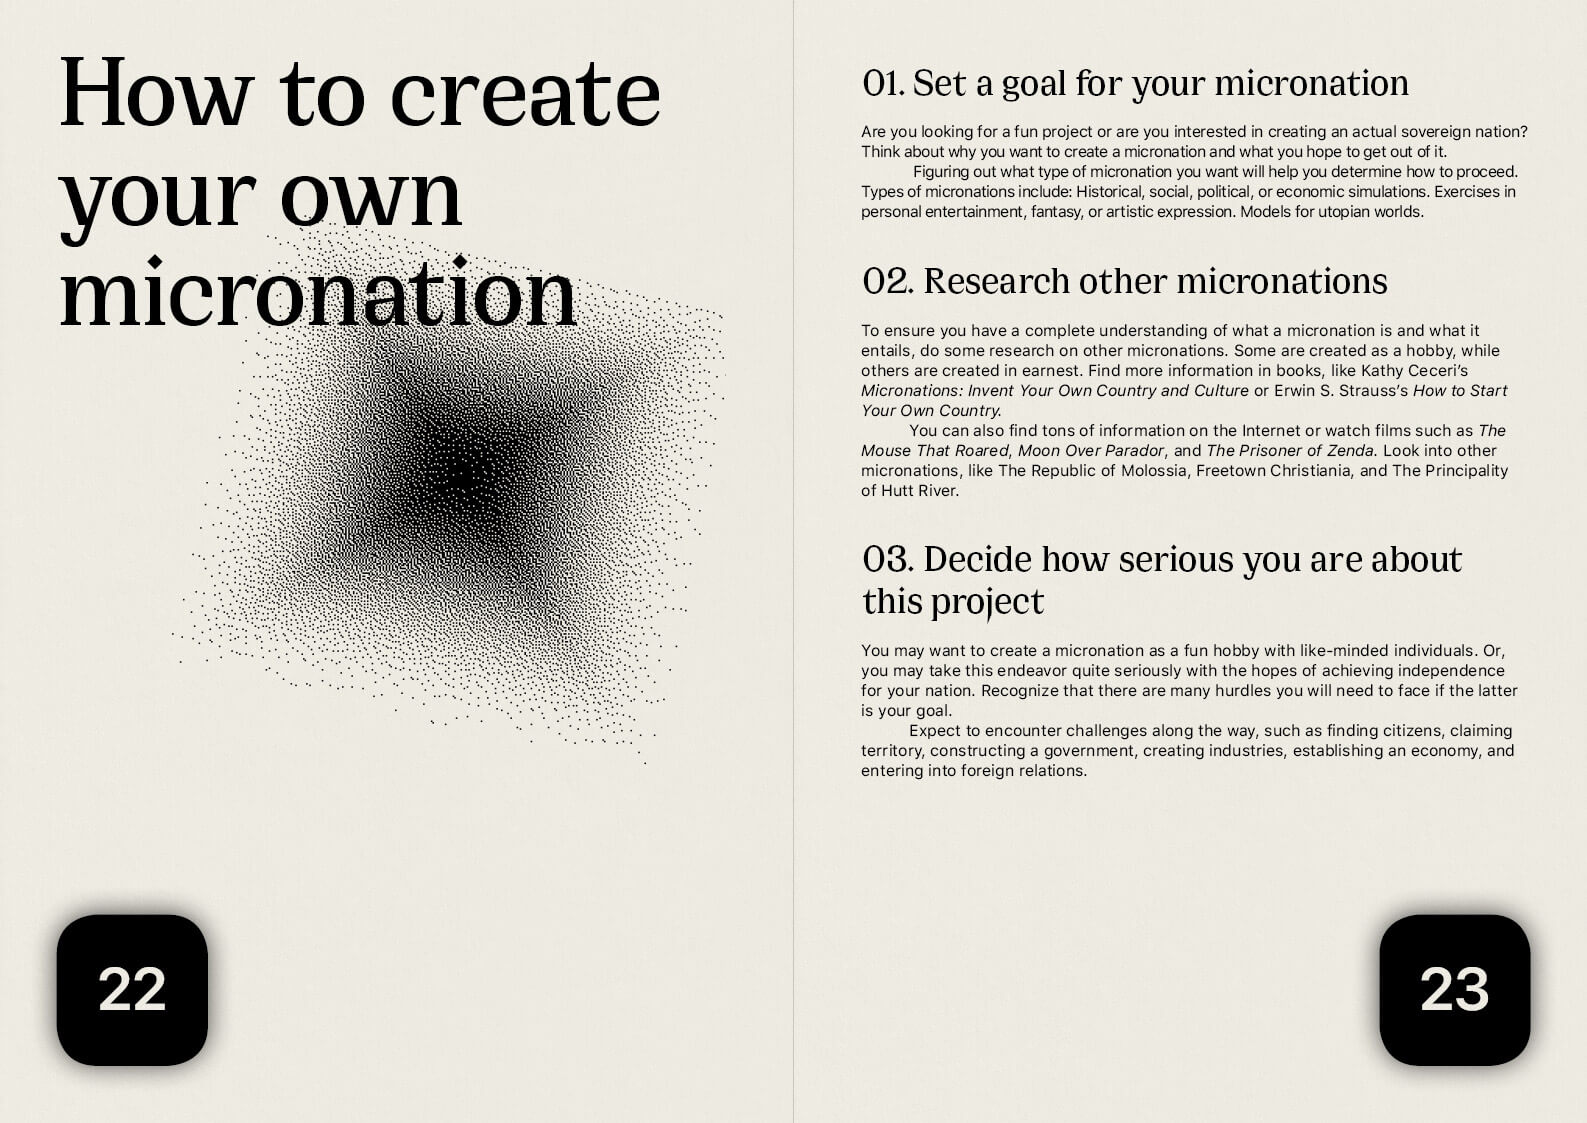 How to create
your own
micronation
22
01. Set a goal for your micronation
Are you looking for a fun project or are you interested in creating an actual sovereign nation?
Think about why you want to create a micronation and what you hope to get out of it.
Figuring out what type of micronation you want will help you determine how to proceed.
Types of micronations include: Historical, social, political, or economic simulations. Exercises in
personal entertainment, fantasy, or artistic expression. Models for utopian worlds.
02. Research other micronations
To ensure you have a complete understanding of what a micronation is and what it
entails, do some research on other micronations. Some are created as a hobby, while
others are created in earnest. Find more information in books, like Kathy Ceceri’s
Micronations: Invent Your Own Country and Culture or Erwin S. Strauss’s How to Start
Your Own Country.
You can also find tons of information on the Internet or watch films such as The
Mouse That Roared, Moon Over Parador, and The Prisoner of Zenda. Look into other
micronations, like The Republic of Molossia, Freetown Christiania, and The Principality
of Hutt River.
03. Decide how serious you are about
this project
You may want to create a micronation as a fun hobby with like-minded individuals. Or,
you may take this endeavor quite seriously with the hopes of achieving independence
for your nation. Recognize that there are many hurdles you will need to face if the latter
is your goal.
Expect to encounter challenges along the way, such as finding citizens, claiming
territory, constructing a government, creating industries, establishing an economy, and
entering into foreign relations.
23